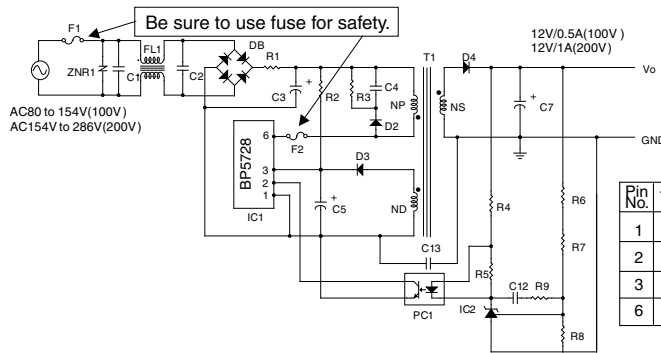 Be sure to use fuse for safety.
F1
FL1
DB
R1
T1
D4
12V/0.5A(100V)
12V/1A(200V)
Vo
ZNR1
C1
C2
C3
+
R2
R3
C4
NP
NS
+
C7
AC80 to 154V(100V)
AC154V to 286V(200V)
D2
6
F2
GND
BP5728
D3
3
2
1
IC1
+
C5
ND
R4
R6
R7
C13
R5
C12
R9
PC1
IC2
R8
Pin
No.
1
2
3
6